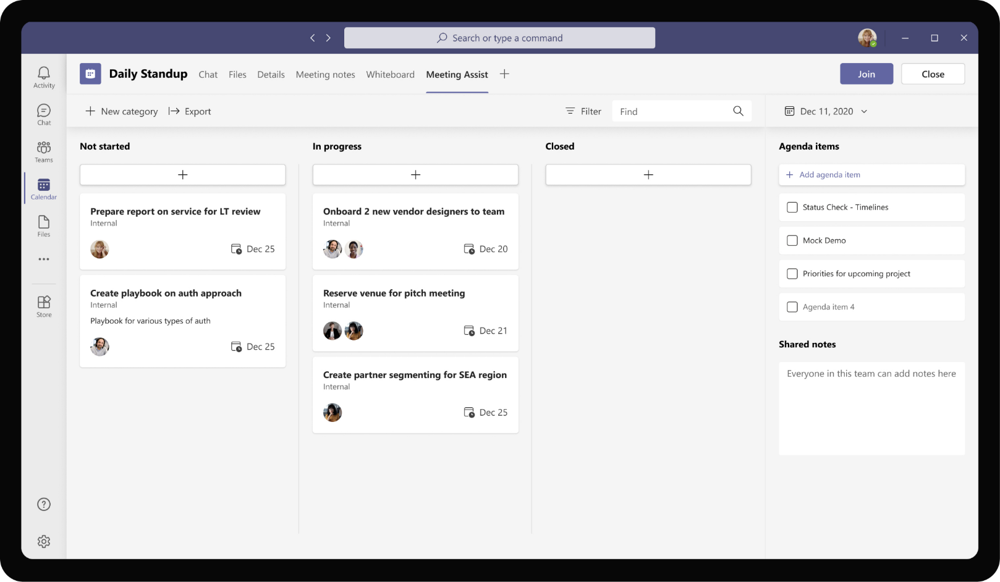 Search or type a command
Daily Standup
Chat
Files
Details
Meeting notes
Whiteboard
Meeting Assist
Join
Close
Activity
Chat
Teams
Calendar
Files
Store
New category
Export
Filter
Find
Dec 11, 2020
Not started
Prepare report on service for LT review
Internal
Dec 25
Create playbook on auth approach
Internal
Playbook for various types of auth
Dec 25
In progress
Onboard 2 new vendor designers to team
Internal
Dec 20
Reserve venue for pitch meeting
Internal
Dec 21
Create partner segmenting for SEA region
Internal
Dec 25
Closed
Agenda items
Add agenda item
Status Check - Timelines
Mock Demo
Priorities for upcoming project
Agenda item 4
Shared notes
Everyone in this team can add notes here